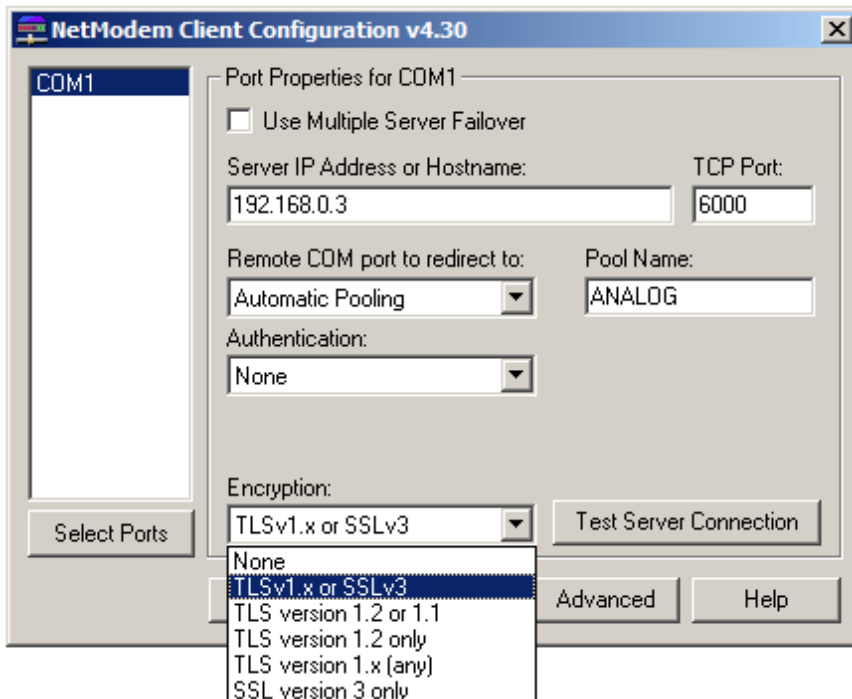 NetModem Client Configuration v4.30
COM1
Port Properties for COM1
Use Multiple Server Failover
Server IP Address or Hostname:
TCP Port:
192.168.0.3
6000
Remote COM port to redirect to:
Pool Name:
Automatic Pooling
ANALOG
Authentication:
None
Encryption:
TLSv1.x or SSLv3
Test Server Connection
Select Ports
None
TLSv1.x or SSLv3
TLS version 1.2 or 1.1
TLS version 1.2 only
TLS version 1.x (any)
SSL version 3 only
Advanced
Help